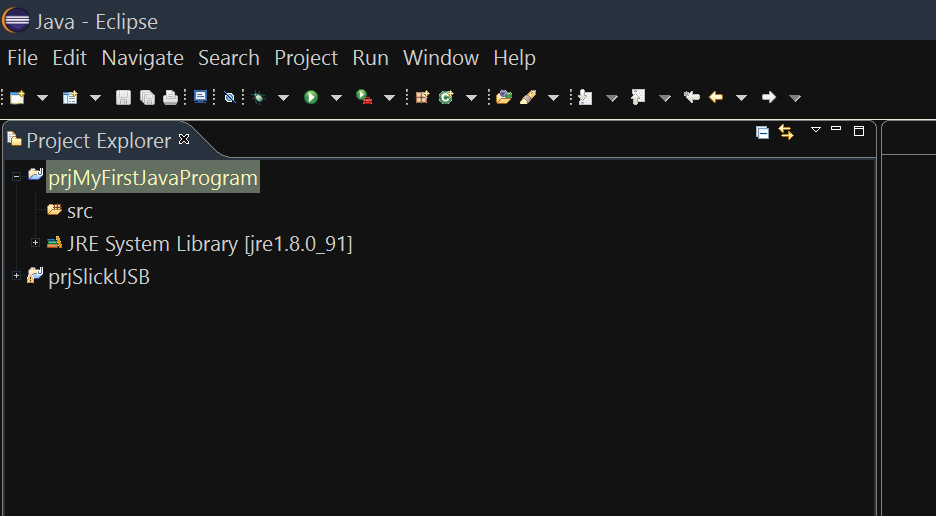 Java - Eclipse
File Edit Navigate Search Project Run Window Help
Project Explorer
prjMyFirstJavaProgram
src
JRE System Library [jre1.8.0_91]
prjSlickUSB